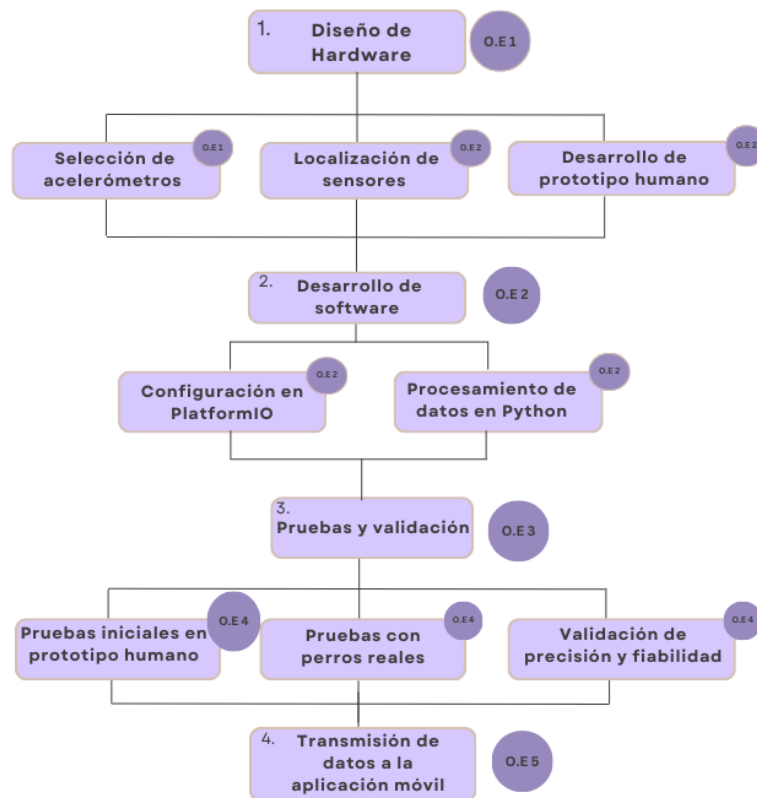 1. Diseño de
Hardware
O.E 1
Selección de
acelerómetros
O.E 1
Localización de
sensores
O.E 2
Desarrollo de
prototipo humano
O.E 2
2. Desarrollo de
software
O.E 2
Configuración en
PlatformIO
O.E 2
Procesamiento de
datos en Python
O.E 2
3.
Pruebas y validación
O.E 3
Pruebas iniciales en
prototipo humano
O.E 4
Pruebas con
perros reales
O.E 4
Validación de
precisión y fiabilidad
O.E 4
4. Transmisión de
datos a la
aplicación móvil
O.E 5